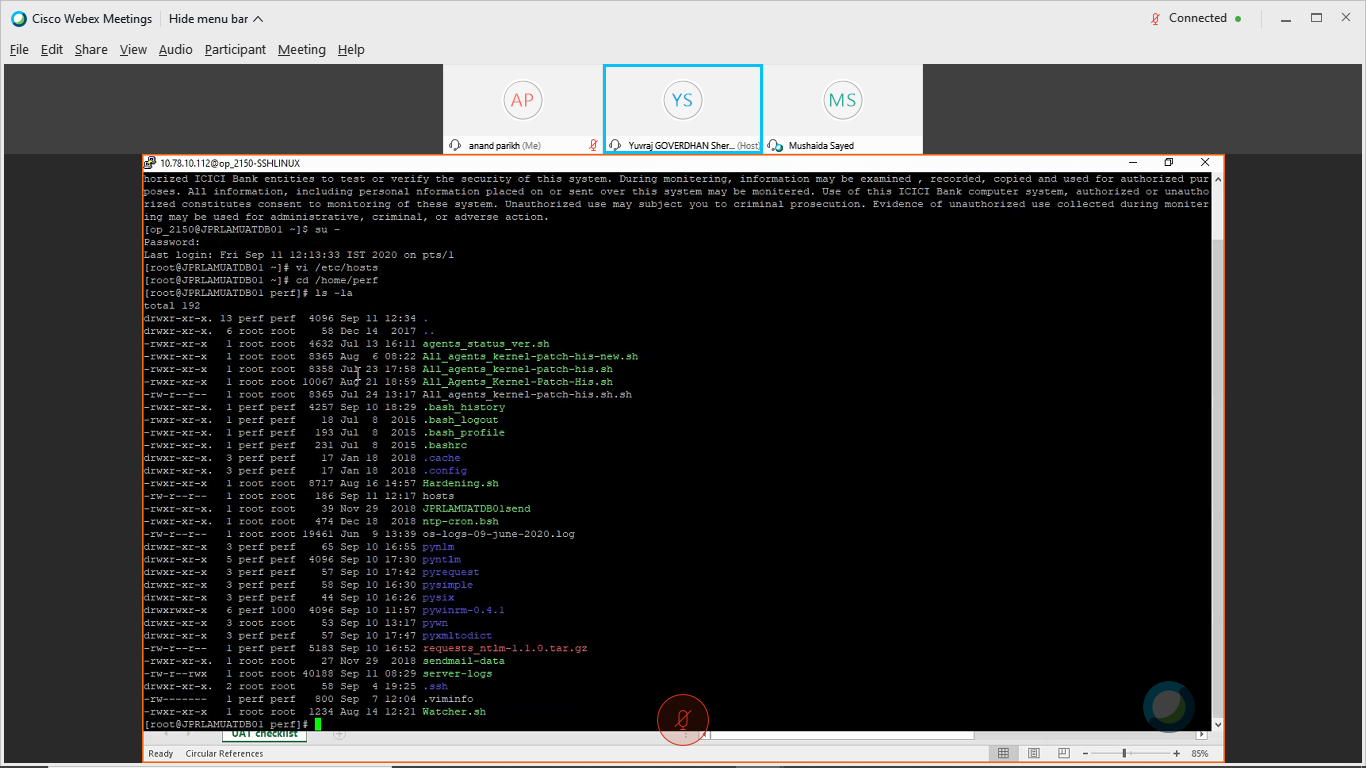 Cisco Webex Meetings
Hide menu bar
Connected
File Edit Share View Audio Participant Meeting Help
AP
YS
MS
anand parikh (Me)
Yuvraj GOVERDHAN Sher... (Host)
Mushaida Sayed
10.78.10.112@op_2150-SSHLINUX
horized ICICI Bank entities to test or verify the security of this system. During monitering, information may be examined , recorded, copied and used for authorized pur
poses. All information, including personal nformation placed on or sent over this system may be monitered. Use of this ICICI Bank computer system, authorized or unautho
rized constitutes consent to monitoring of these system. Unauthorized use may subject you to criminal prosecution. Evidence of unauthorized use collected during moniter
ing may be used for administrative, criminal, or adverse action.
[op_2150@JPRLAMUATDB01 ~]$ su -
Password:
Last login: Fri Sep 11 12:13:33 IST 2020 on pts/1
[root@JPRLAMUATDB01 ~]# vi /etc/hosts
[root@JPRLAMUATDB01 ~]# cd /home/perf
[root@JPRLAMUATDB01 perf]# ls -la
total 192
drwxr-xr-x. 13 perf perf  4096 Sep 11 12:34 .
drwxr-xr-x.  6 root root    58 Dec 14  2017 ..
-rwxr-xr-x   1 root root  4632 Jul 13 16:11 agents_status_ver.sh
-rwxr-xr-x   1 root root  8365 Aug  6 08:22 All_agents_kernel-patch-his-new.sh
-rwxr-xr-x   1 root root  8358 Jul 23 17:58 All_agents_kernel-patch-his.sh
-rwxr-xr-x   1 root root 10067 Aug 21 18:59 All_Agents_Kernel-Patch-His.sh
-rw-r--r--   1 root root  8365 Jul 24 13:17 All_agents_kernel-patch-his.sh.sh
-rwxr-xr-x.  1 perf perf  4257 Sep 10 18:29 .bash_history
-rwxr-xr-x.  1 perf perf    18 Jul  8  2015 .bash_logout
-rwxr-xr-x.  1 perf perf   193 Jul  8  2015 .bash_profile
-rwxr-xr-x.  1 perf perf   231 Jul  8  2015 .bashrc
drwxr-xr-x.  3 perf perf    17 Jan 18  2018 .cache
drwxr-xr-x.  3 perf perf    17 Jan 18  2018 .config
-rwxr-xr-x   1 root root  8717 Aug 16 14:57 Hardening.sh
-rw-r--r--   1 root root   186 Sep 11 12:17 hosts
-rwxr-xr-x.  1 root root    39 Nov 29  2018 JPRLAMUATDB01send
-rwxr-xr-x.  1 root root   474 Dec 18  2018 ntp-cron.bsh
-rw-r--r--   1 root root 19461 Jun  9 13:39 os-logs-09-june-2020.log
drwxr-xr-x   3 perf perf    65 Sep 10 16:55 pynlm
drwxr-xr-x   5 perf perf  4096 Sep 10 17:30 pyntlm
drwxr-xr-x   3 perf perf    57 Sep 10 17:42 pyrequest
drwxr-xr-x   3 perf perf    58 Sep 10 16:30 pysimple
drwxr-xr-x   3 perf perf    44 Sep 10 16:26 pysix
drwxrwxr-x   6 perf 1000  4096 Sep 10 11:57 pywinrm-0.4.1
drwxr-xr-x   3 root root    53 Sep 10 13:17 pywn
drwxr-xr-x   3 perf perf    57 Sep 10 17:47 pyxmltodict
-rw-r--r--   1 perf perf  5183 Sep 10 16:52 requests_ntlm-1.1.0.tar.gz
-rwxr-xr-x.  1 root root    27 Nov 29  2018 sendmail-data
-rw-r--rwx   1 root root 40188 Sep 11 08:29 server-logs
drwxr-xr-x.  2 root root    58 Sep  4 19:25 .ssh
-rw-------   1 perf perf   800 Sep  7 12:04 .viminfo
-rwxr-xr-x   1 root root  1234 Aug 14 12:21 Watcher.sh
[root@JPRLAMUATDB01 perf]#
UAT checklist
Ready Circular References
85%